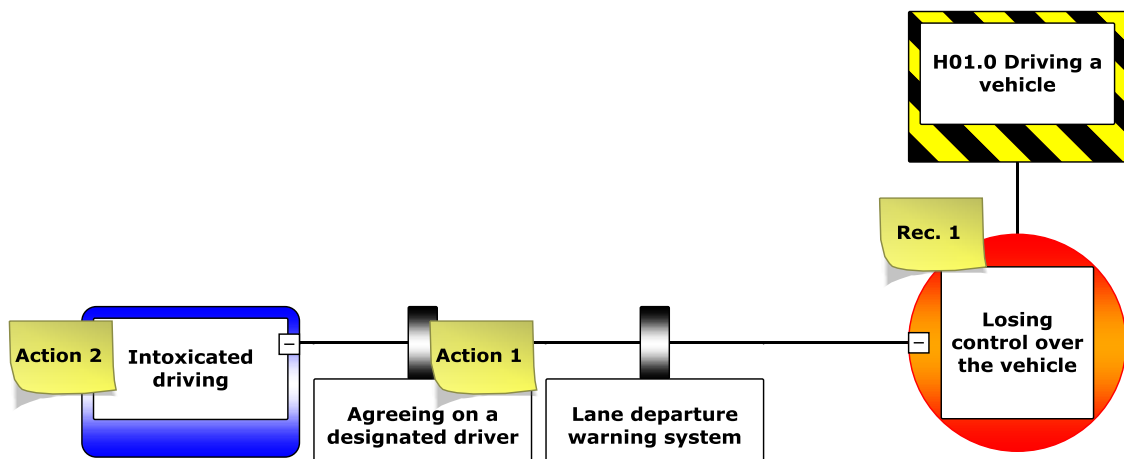 H01.0 Driving a
vehicle
Rec. 1
Losing
control over
the vehicle
Action 2
Intoxicated
driving
Action 1
Agreeing on a
designated driver
Lane departure
warning system